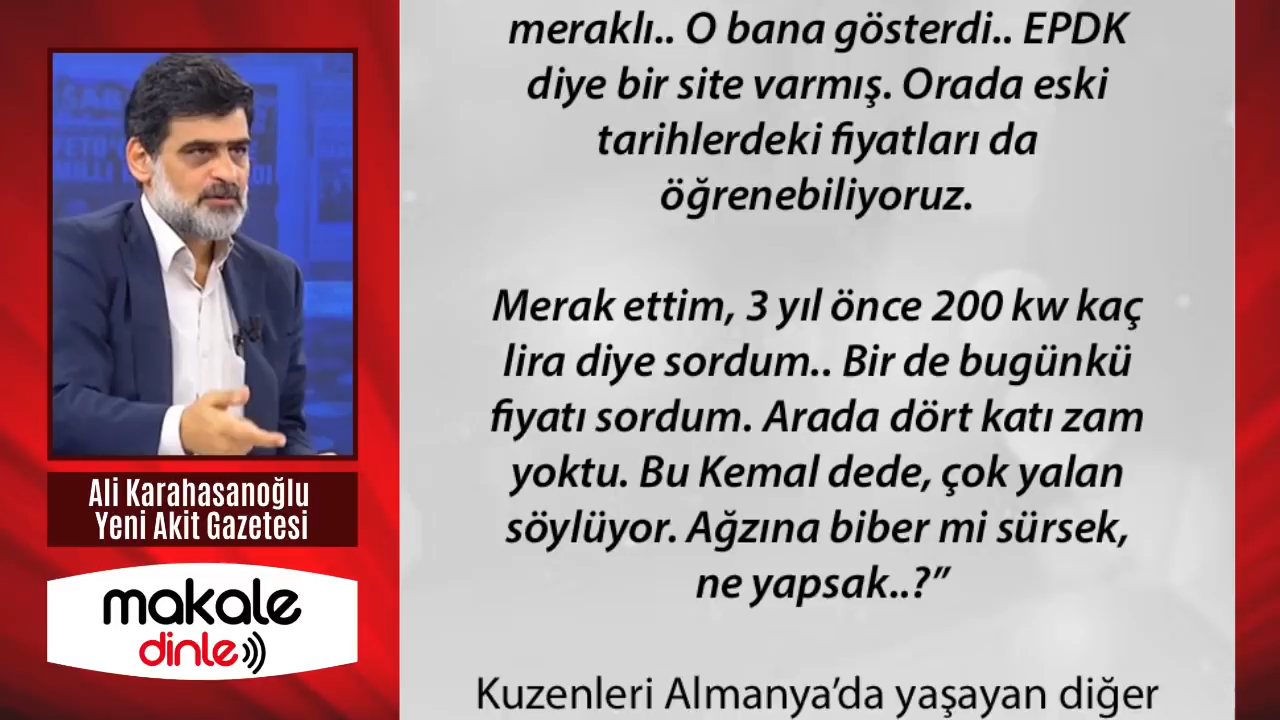 meraklı.. O bana gösterdi.. EPDK
diye bir site varmış. Orada eski
tarihlerdeki fiyatları da
öğrenebiliyoruz.
Merak ettim, 3 yıl önce 200 kw kaç
lira diye sordum.. Bir de bugünkü
fiyatı sordum. Arada dört katı zam
yoktu. Bu Kemal dede, çok yalan
söylüyor. Ağzına biber mi sürsek,
ne yapsak..?”
Kuzenleri Almanya’da yaşayan diğer
Ali Karahasanoğlu
Yeni Akit Gazetesi
makale
dinle